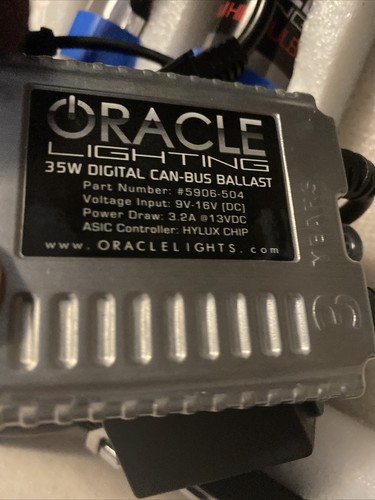 ORACLE
LIGHTING
35W DIGITAL CAN-BUS BALLAST
Part Number: #5906-504
Voltage Input: 9V-16V (DC)
Power Draw: 3.2A @13VDC
ASIC Controller: HYLUX CHIP
www.ORACLELIGHTS.com
3 YEARS